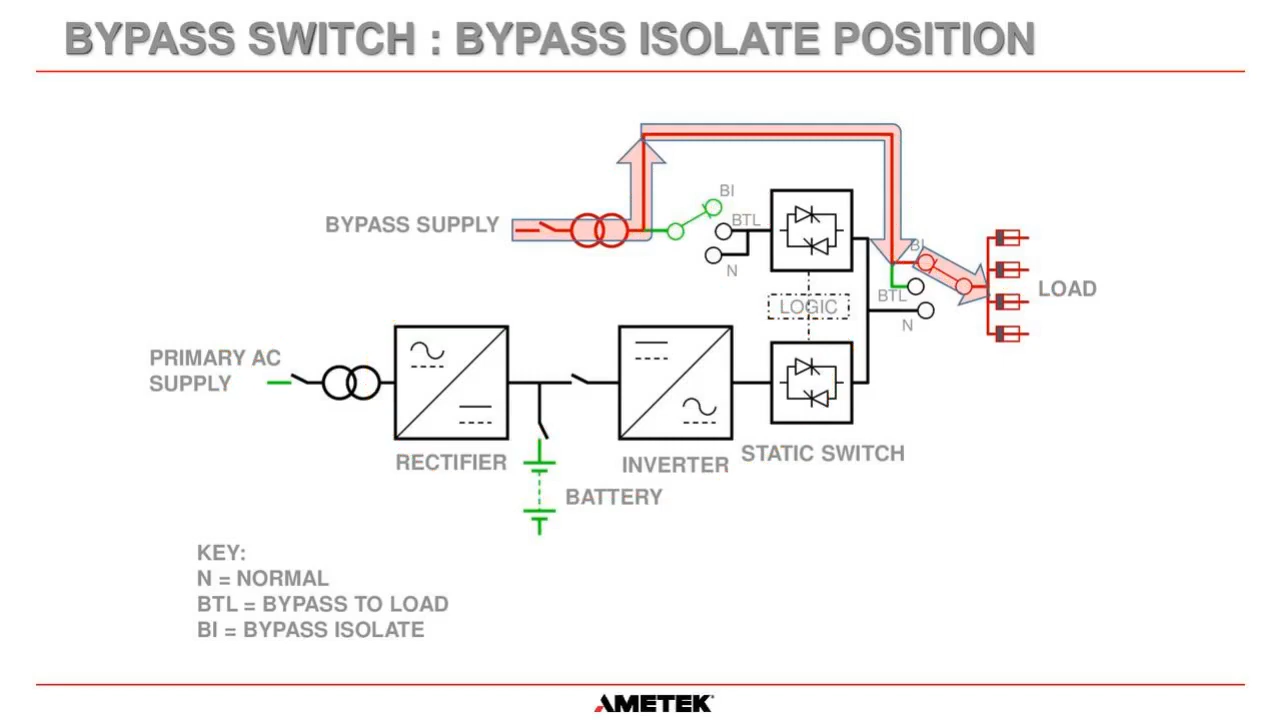 BYPASS SWITCH : BYPASS ISOLATE POSITION
BI
BYPASS SUPPLY
BTL
N
BI
BTL
LOAD
LOGIC
N
PRIMARY AC
SUPPLY
RECTIFIER
INVERTER
STATIC SWITCH
BATTERY
KEY:
N = NORMAL
BTL = BYPASS TO LOAD
BI = BYPASS ISOLATE
AMETEK